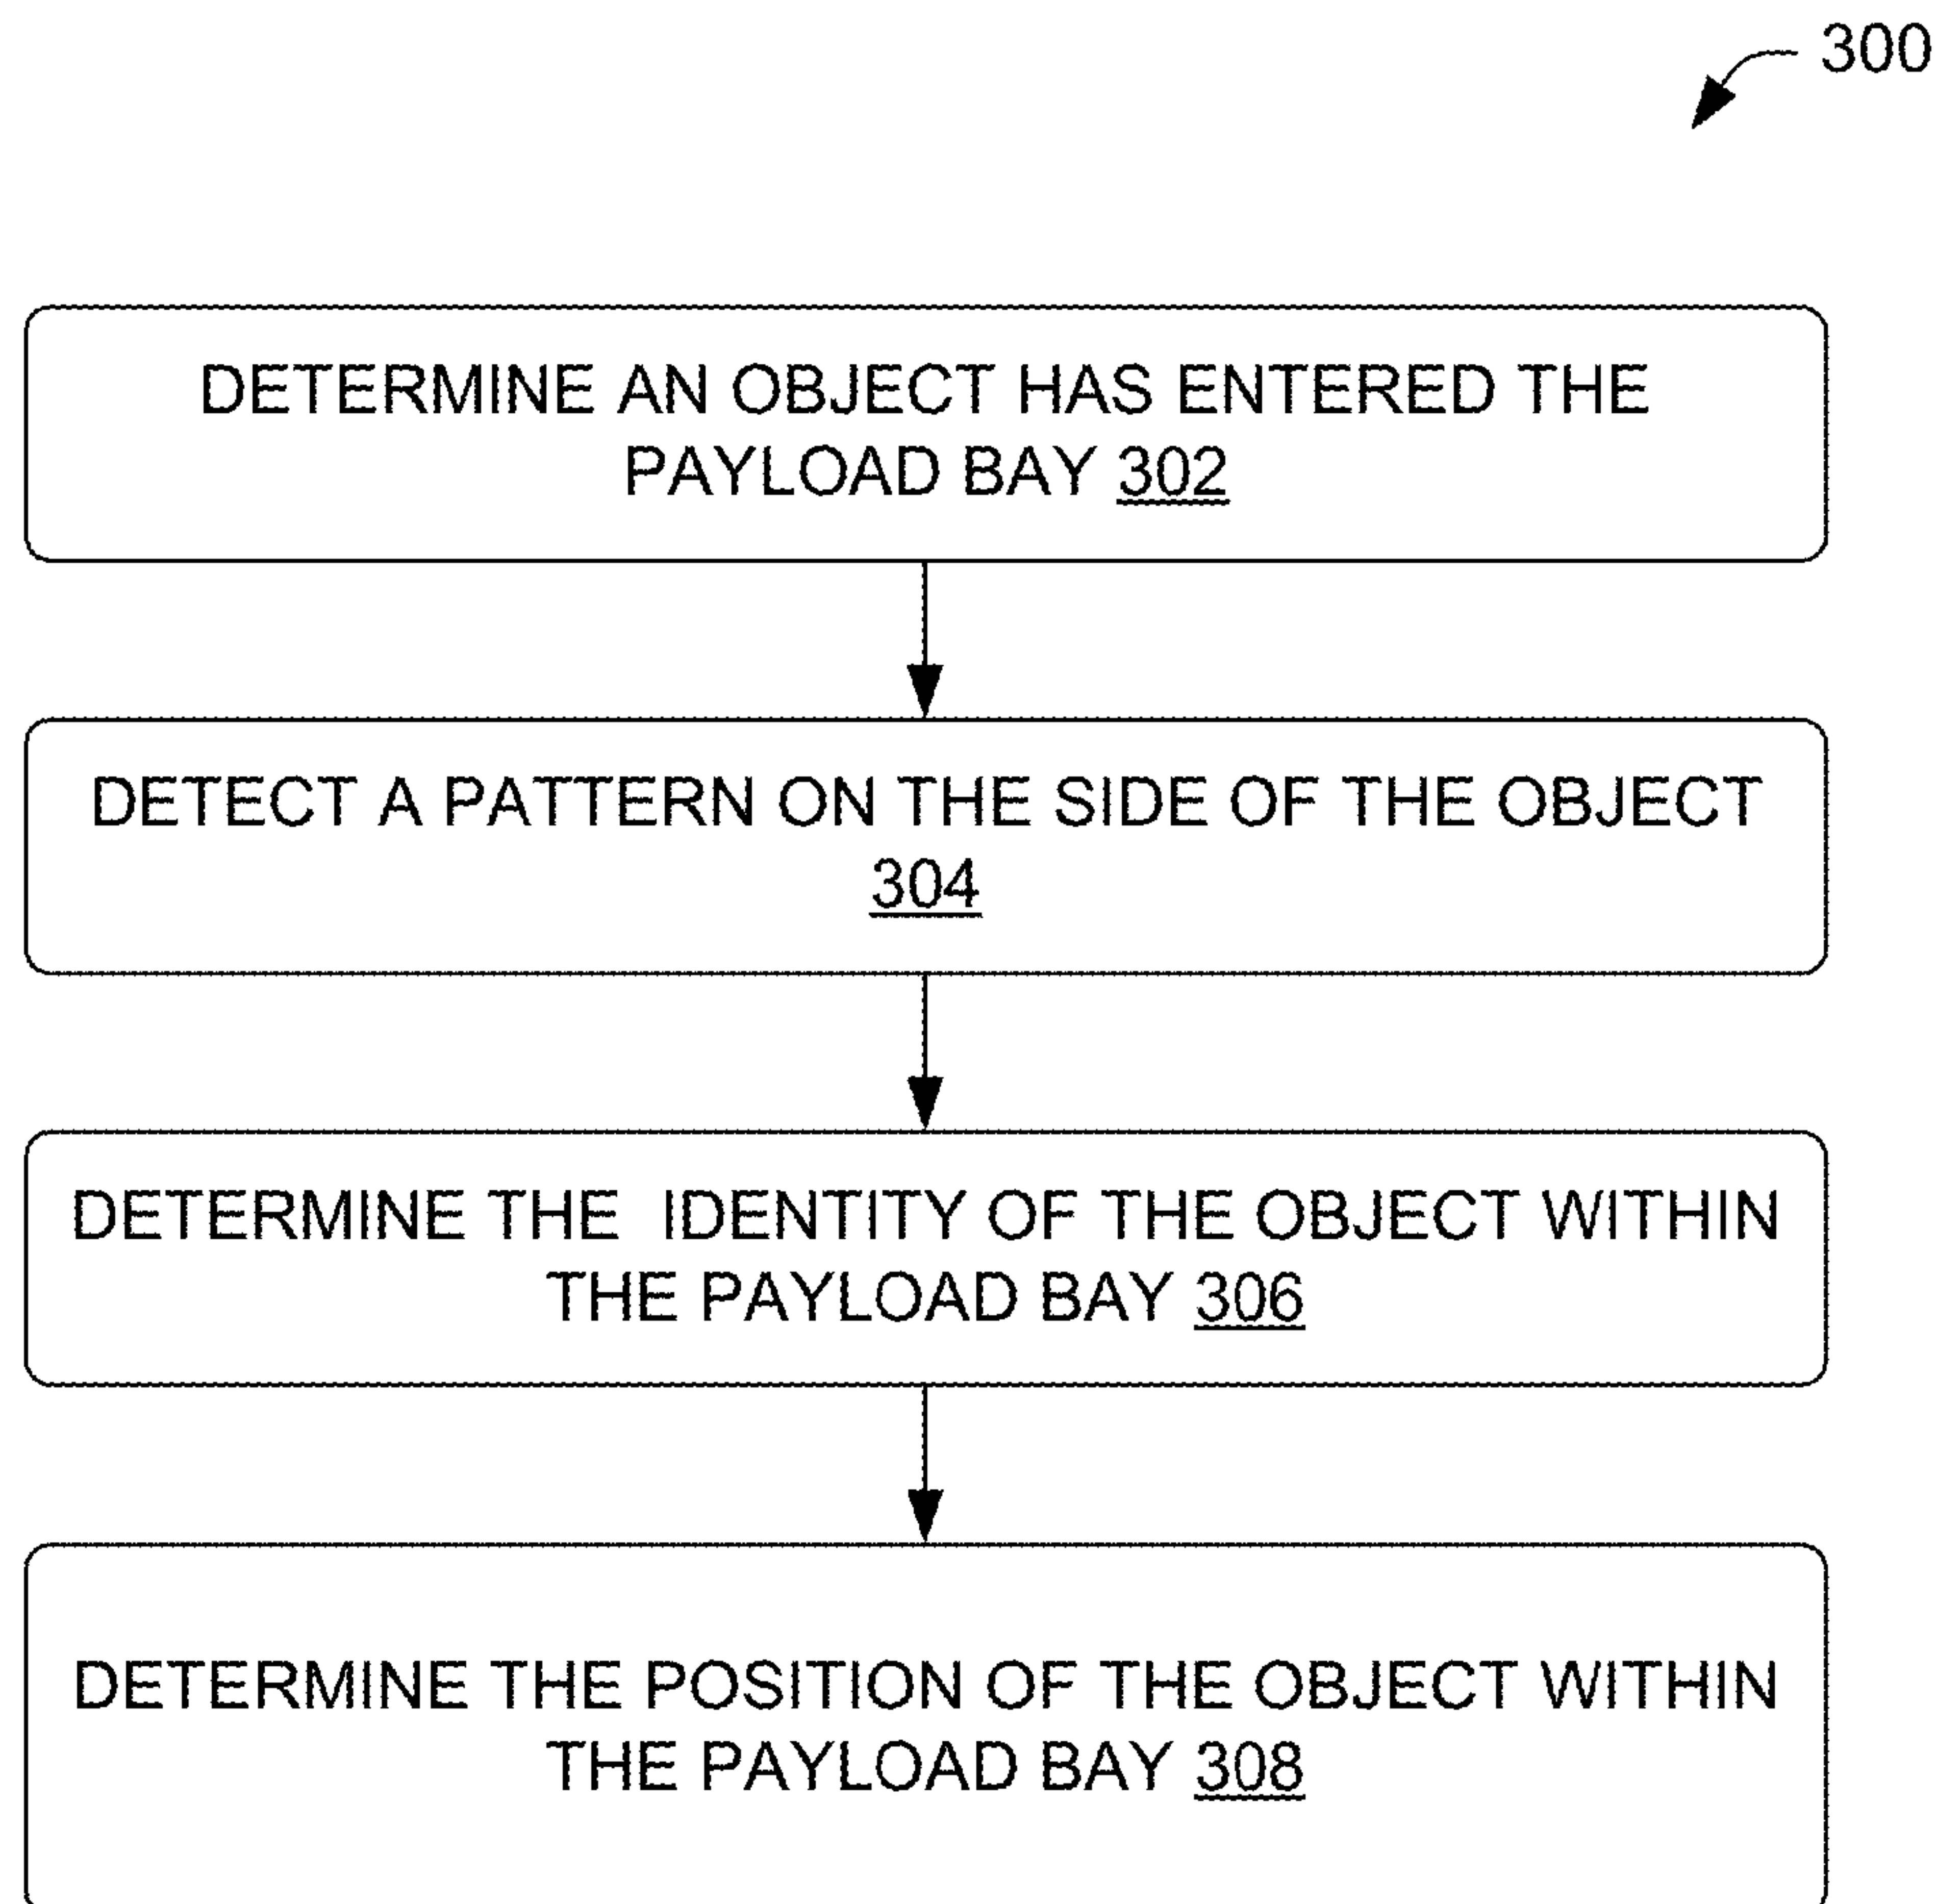 300
DETERMINE AN OBJECT HAS ENTERED THE
PAYLOAD BAY 302
DETECT A PATTERN ON THE SIDE OF THE OBJECT
304
DETERMINE THE IDENTITY OF THE OBJECT WITHIN
THE PAYLOAD BAY 306
DETERMINE THE POSITION OF THE OBJECT WITHIN
THE PAYLOAD BAY 308